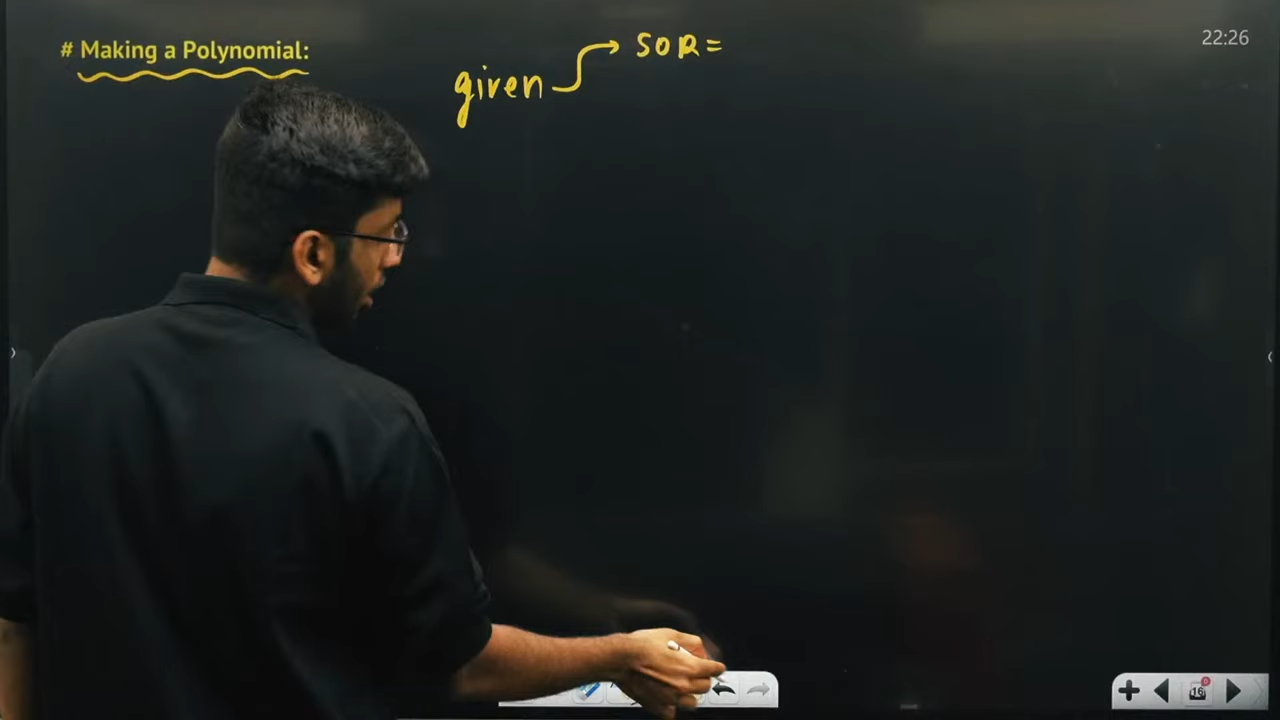 # Making a Polynomial:
given → SOR =
22:26
16